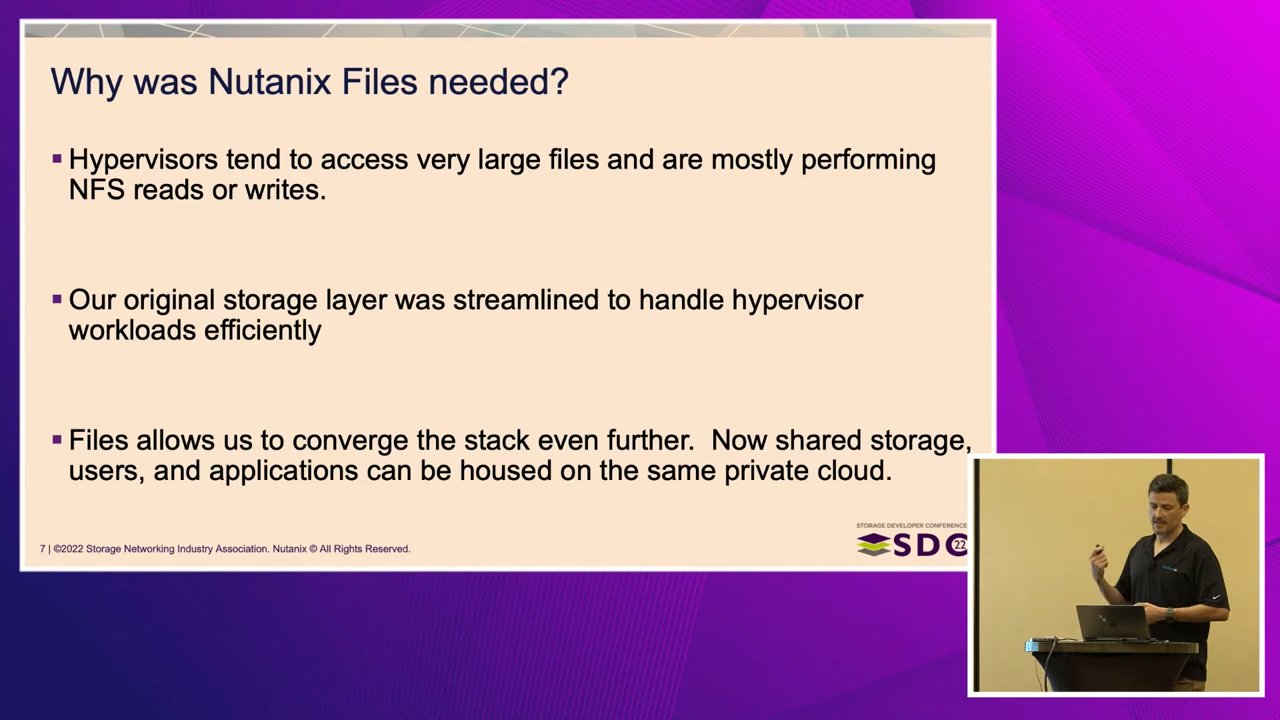 Why was Nutanix Files needed?
▪ Hypervisors tend to access very large files and are mostly performing
NFS reads or writes.
▪ Our original storage layer was streamlined to handle hypervisor
workloads efficiently
▪ Files allows us to converge the stack even further. Now shared storage,
users, and applications can be housed on the same private cloud.
STORAGE DEVELOPER CONFERENCE
SDC
22
7 | ©2022 Storage Networking Industry Association. Nutanix © All Rights Reserved.